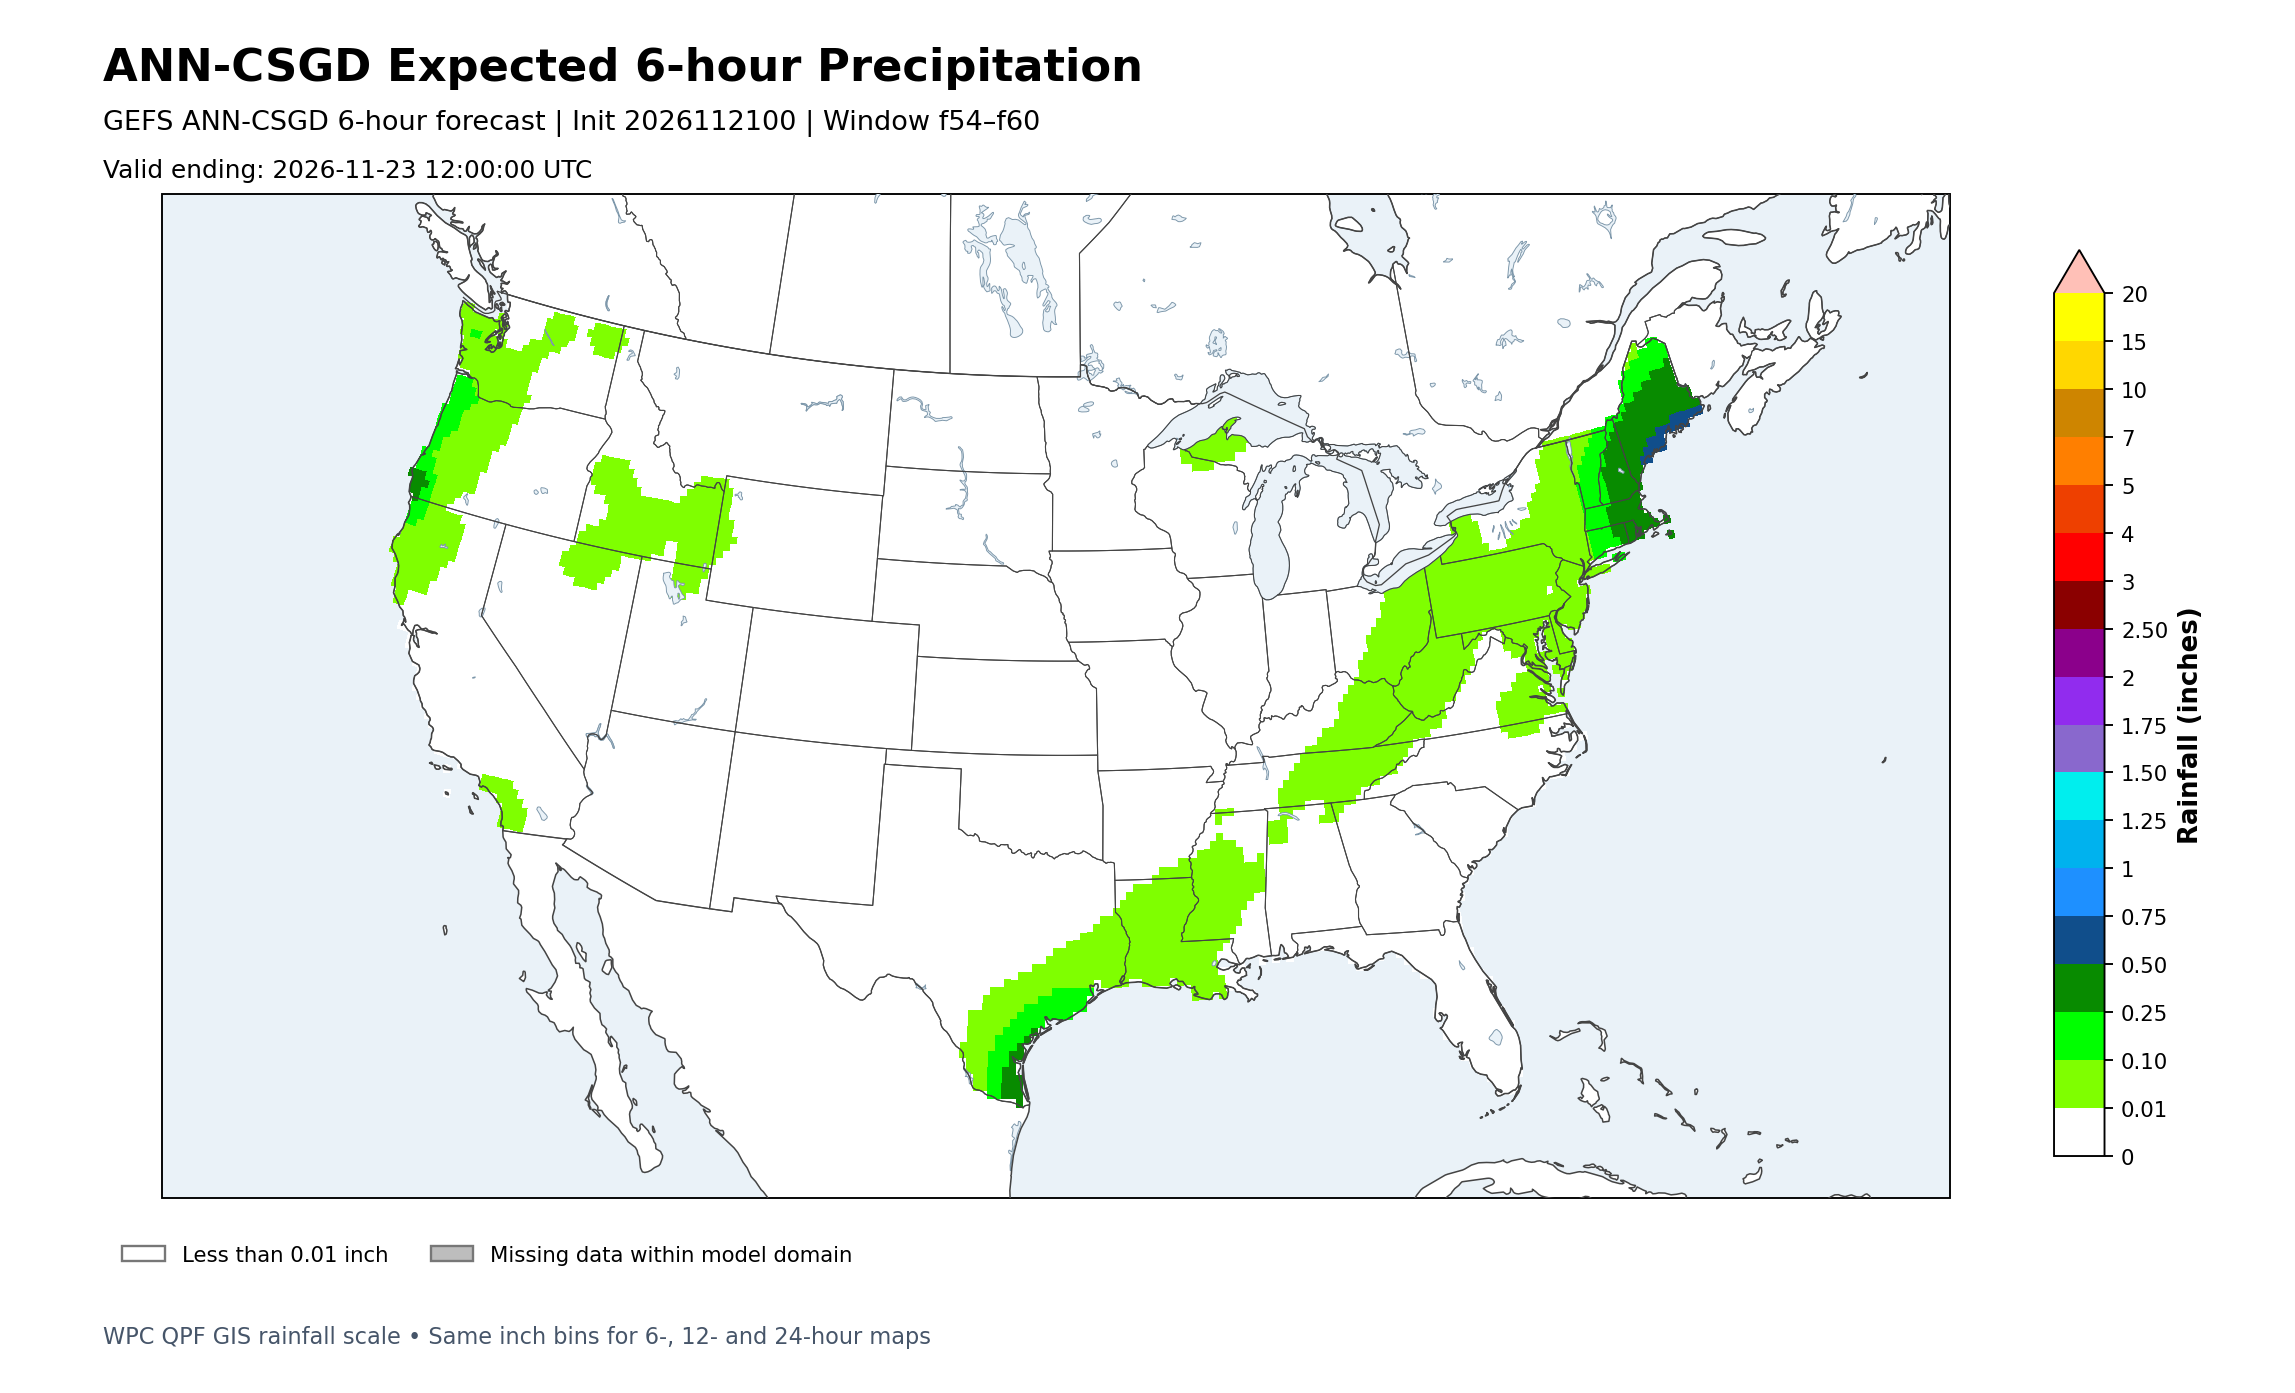 ANN-CSGD Expected 6-hour Precipitation
GEFS ANN-CSGD 6-hour forecast | Init 2026112100 | Window f54–f60
Valid ending: 2026-11-23 12:00:00 UTC
20
15
10
7
5
4
3
2.50
2
1.75
1.50
1.25
1
0.75
0.50
0.25
0.10
0.01
0
Rainfall (inches)
Less than 0.01 inch
Missing data within model domain
WPC QPF GIS rainfall scale • Same inch bins for 6-, 12- and 24-hour maps